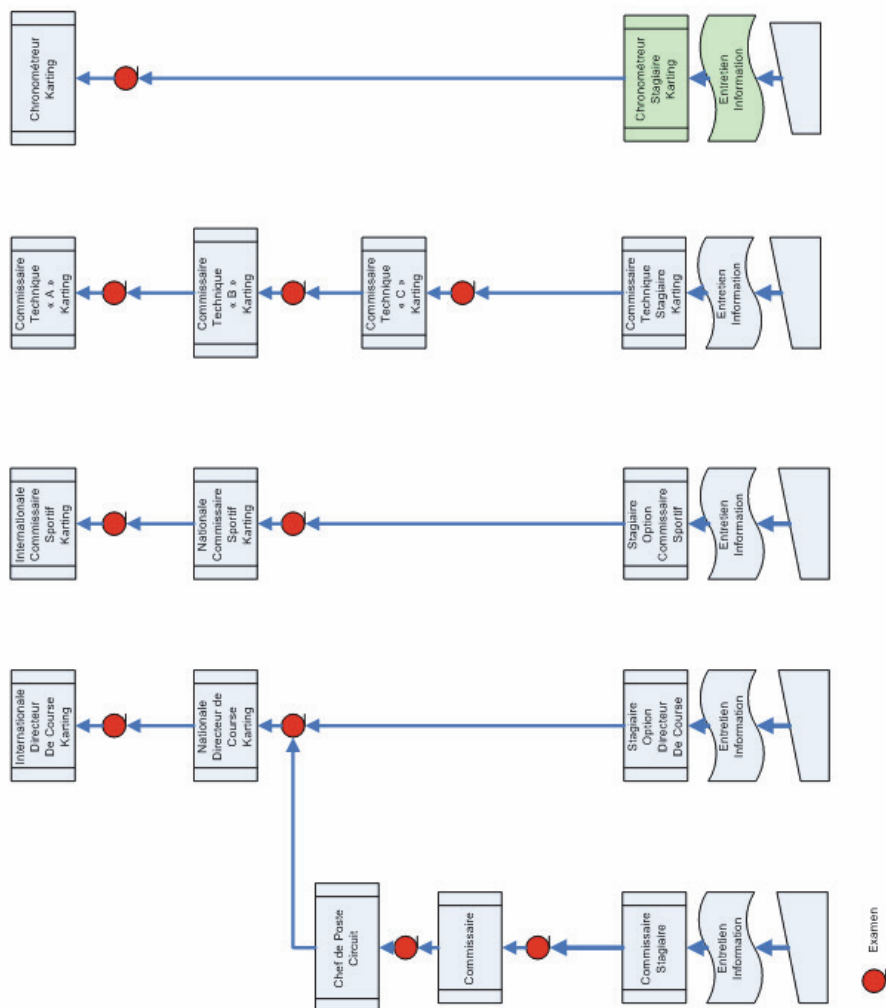 Internationale
Directeur
De Course
Karting
Internationale
Commissaire
Sportif
Karting
Commissaire
Technique
« A »
Karting
Chronométreur
Karting
Nationale
Directeur de
Course
Karting
Nationale
Commissaire
Sportif
Karting
Commissaire
Technique
« B »
Karting
Chef de Poste
Circuit
Commissaire
Technique
« C »
Karting
Commissaire
Commissaire
Stagiaire
Stagiaire
Option
Directeur
De Course
Stagiaire
Option
Commissaire
Sportif
Commissaire
Technique
Stagiaire
Karting
Chronométreur
Stagiaire
Karting
Entretien
Information
Entretien
Information
Entretien
Information
Entretien
Information
Entretien
Information
Examen